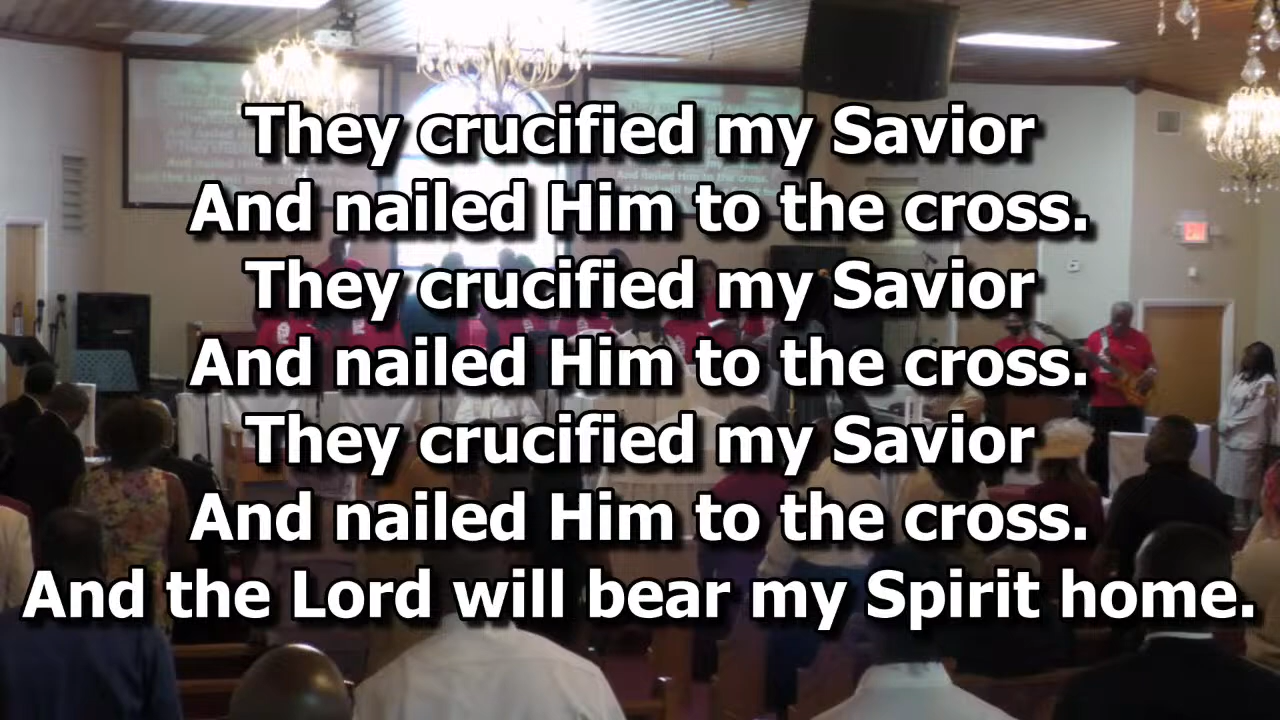 They crucified my Savior
And nailed Him to the cross.
They crucified my Savior
And nailed Him to the cross.
They crucified my Savior
And nailed Him to the cross.
And the Lord will bear my Spirit home.